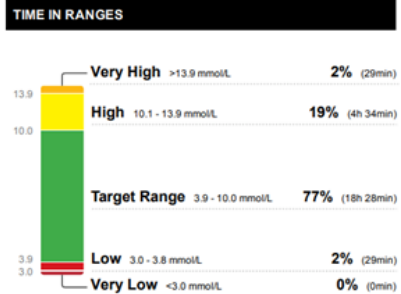 TIME IN RANGES
Very High >13.9 mmol/L 2% (29min)
13.9
High 10.1 - 13.9 mmol/L 19% (4h 34min)
10.0
Target Range 3.9 - 10.0 mmol/L 77% (18h 28min)
3.9
Low 3.0 - 3.8 mmol/L 2% (29min)
3.0
Very Low <3.0 mmol/L 0% (0min)